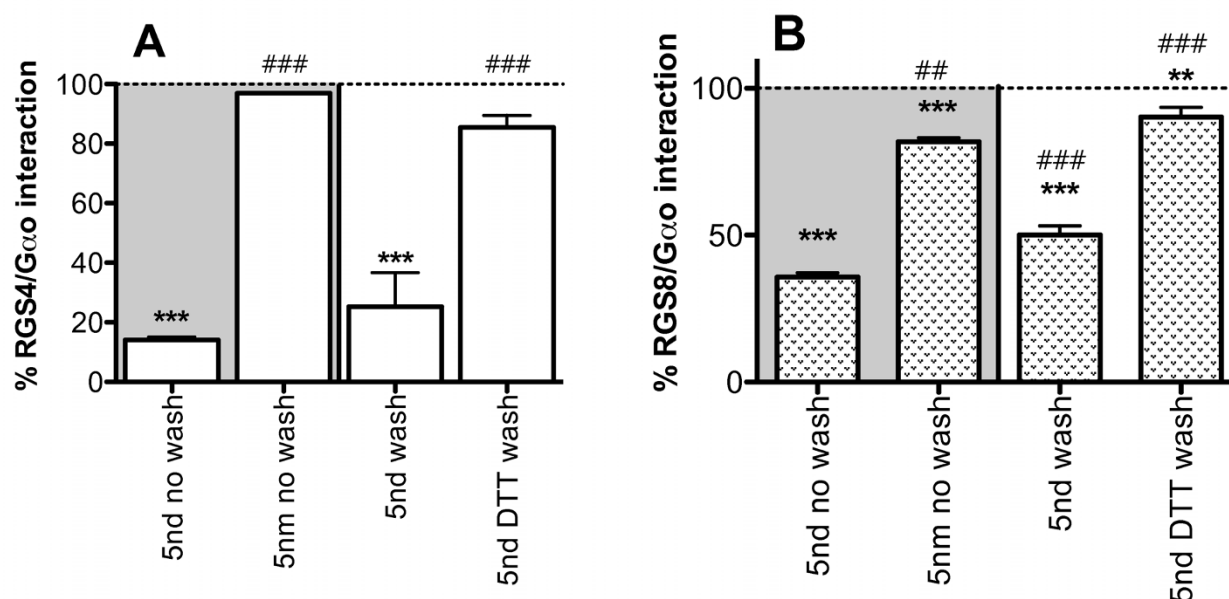 A
% RGS4/Gαo interaction
100
80
60
40
20
0
***
###
***
###
5nd no wash
5nm no wash
5nd wash
5nd DTT wash
B
% RGS8/Gαo interaction
100
50
0
***
##
***
###
***
###
**
5nd no wash
5nm no wash
5nd wash
5nd DTT wash